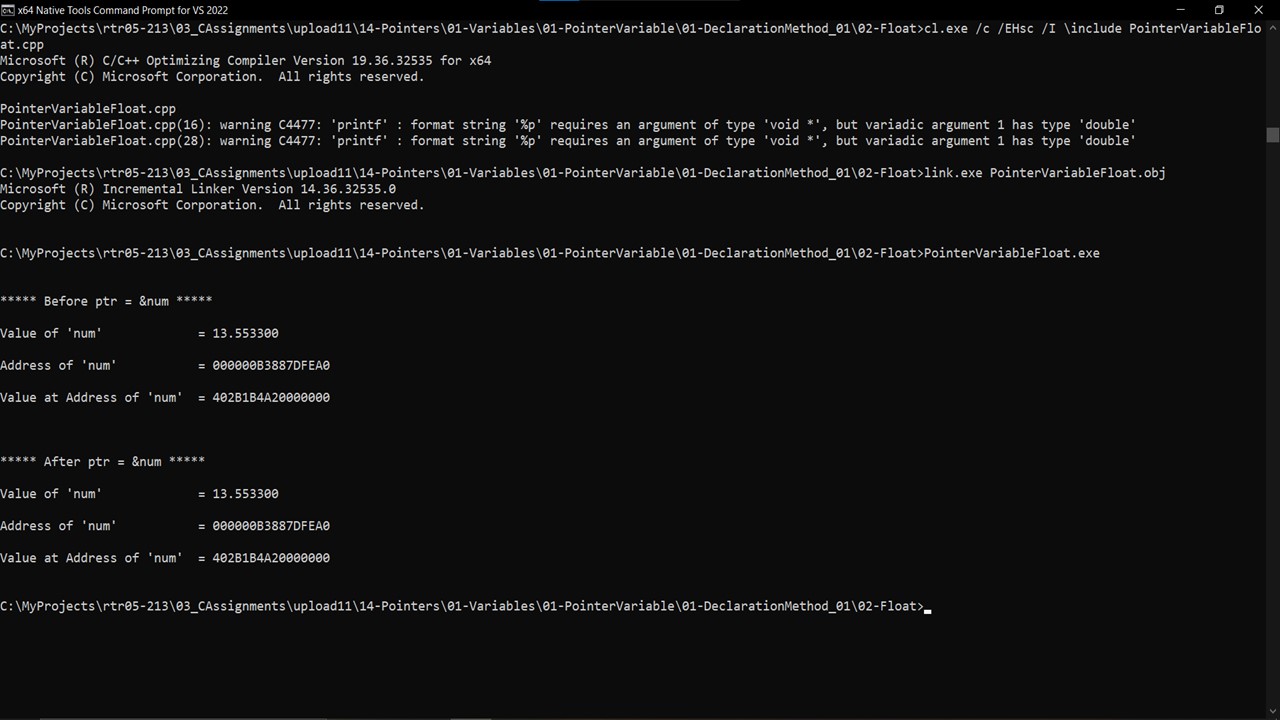 x64 Native Tools Command Prompt for VS 2022
C:\MyProjects\rtr05-213\03_CAssignments\upload11\14-Pointers\01-Variables\01-PointerVariable\01-DeclarationMethod_01\02-Float>cl.exe /c /EHsc /I \include PointerVariableFlo
at.cpp
Microsoft (R) C/C++ Optimizing Compiler Version 19.36.32535 for x64
Copyright (C) Microsoft Corporation.  All rights reserved.
PointerVariableFloat.cpp
PointerVariableFloat.cpp(16): warning C4477: 'printf' : format string '%p' requires an argument of type 'void *', but variadic argument 1 has type 'double'
PointerVariableFloat.cpp(28): warning C4477: 'printf' : format string '%p' requires an argument of type 'void *', but variadic argument 1 has type 'double'
C:\MyProjects\rtr05-213\03_CAssignments\upload11\14-Pointers\01-Variables\01-PointerVariable\01-DeclarationMethod_01\02-Float>link.exe PointerVariableFloat.obj
Microsoft (R) Incremental Linker Version 14.36.32535.0
Copyright (C) Microsoft Corporation.  All rights reserved.
C:\MyProjects\rtr05-213\03_CAssignments\upload11\14-Pointers\01-Variables\01-PointerVariable\01-DeclarationMethod_01\02-Float>PointerVariableFloat.exe
***** Before ptr = &num *****
Value of 'num'             = 13.553300
Address of 'num'           = 000000B3887DFEA0
Value at Address of 'num'  = 402B1B4A20000000
***** After ptr = &num *****
Value of 'num'             = 13.553300
Address of 'num'           = 000000B3887DFEA0
Value at Address of 'num'  = 402B1B4A20000000
C:\MyProjects\rtr05-213\03_CAssignments\upload11\14-Pointers\01-Variables\01-PointerVariable\01-DeclarationMethod_01\02-Float>